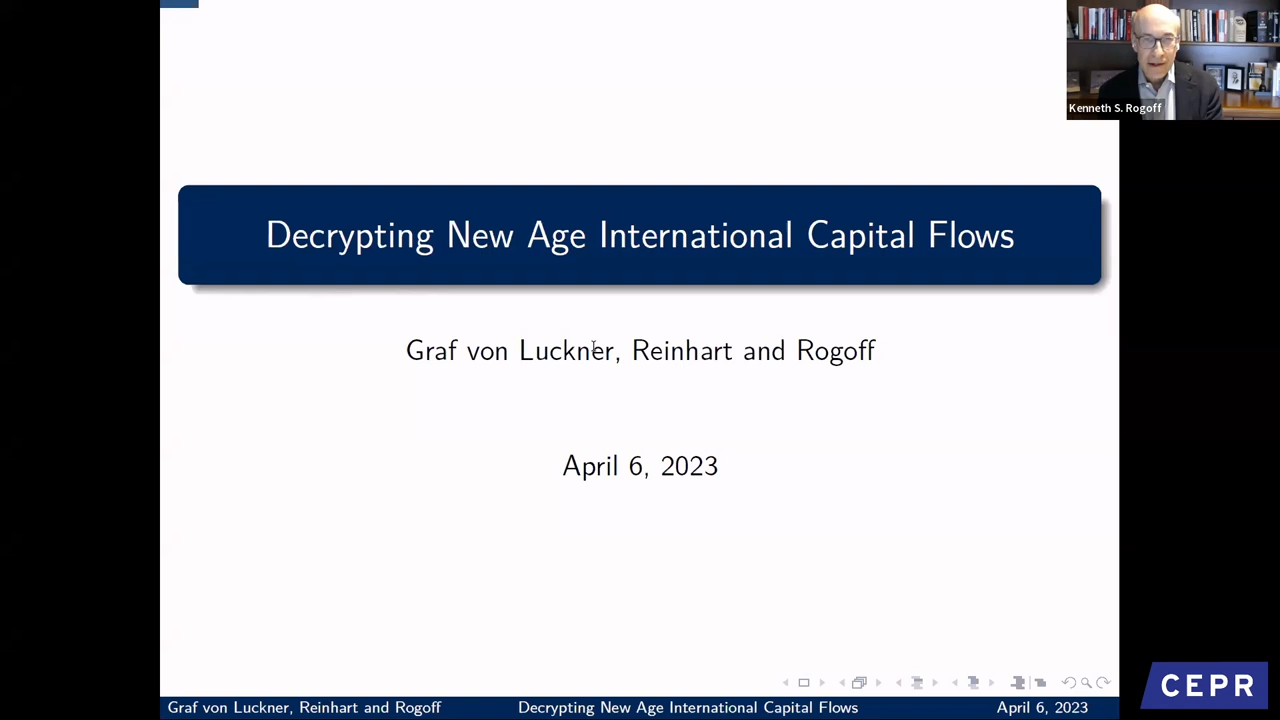 Kenneth S. Rogoff
Decrypting New Age International Capital Flows
Graf von Luckner, Reinhart and Rogoff
April 6, 2023
CEPR
Graf von Luckner, Reinhart and Rogoff
Decrypting New Age International Capital Flows
April 6, 2023